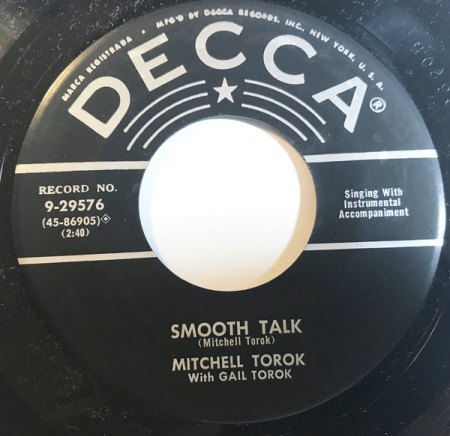 MARCA REGISTRADA • MFG'D BY DECCA RECORDS, INC., NEW YORK, U.S.A.
DECCA®
RECORD NO.
9-29576
(45-86905)
(2:40)
Singing With
Instrumental
Accompaniment
SMOOTH TALK
(Mitchell Torok)
MITCHELL TOROK
With GAIL TOROK